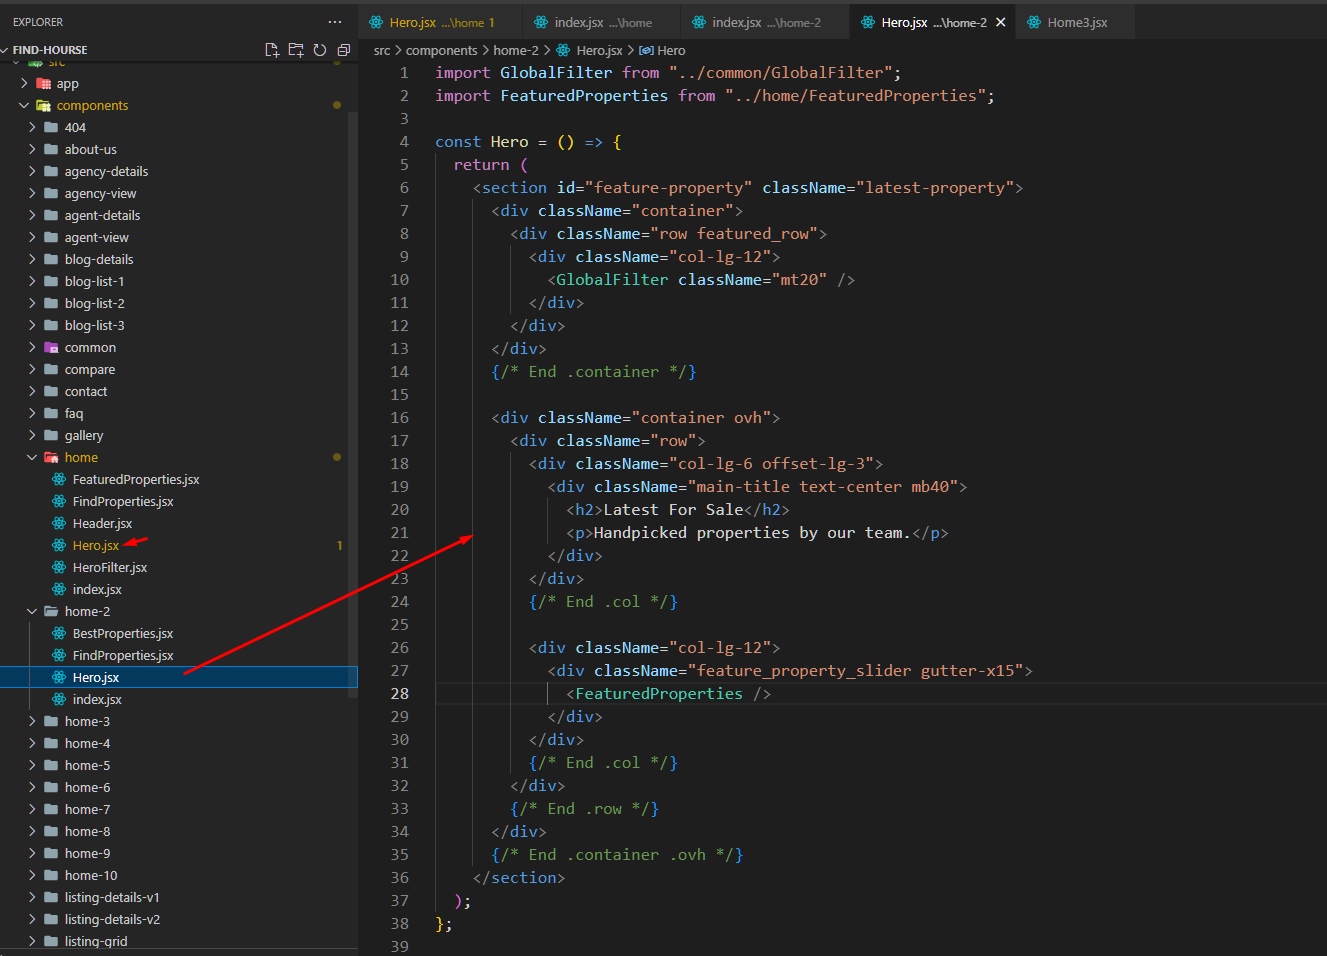 EXPLORER
FIND-HOURSE
src
app
components
404
about-us
agency-details
agency-view
agent-details
agent-view
blog-details
blog-list-1
blog-list-2
blog-list-3
common
compare
contact
faq
gallery
home
FeaturedProperties.jsx
FindProperties.jsx
Header.jsx
Hero.jsx 1
HeroFilter.jsx
index.jsx
home-2
BestProperties.jsx
FindProperties.jsx
Hero.jsx
index.jsx
home-3
home-4
home-5
home-6
home-7
home-8
home-9
home-10
listing-details-v1
listing-details-v2
listing-grid
Hero.jsx ...\home 1 index.jsx ...\home index.jsx ...\home-2 Hero.jsx ...\home-2 Home3.jsx
src > components > home-2 > Hero.jsx > Hero
1 import GlobalFilter from "../common/GlobalFilter";
2 import FeaturedProperties from "../home/FeaturedProperties";
3
4 const Hero = () => {
5 return (
6 <section id="feature-property" className="latest-property">
7 <div className="container">
8 <div className="row featured_row">
9 <div className="col-lg-12">
10 <GlobalFilter className="mt20" />
11 </div>
12 </div>
13 </div>
14 {/* End .container */}
15
16 <div className="container ovh">
17 <div className="row">
18 <div className="col-lg-6 offset-lg-3">
19 <div className="main-title text-center mb40">
20 <h2>Latest For Sale</h2>
21 <p>Handpicked properties by our team.</p>
22 </div>
23 </div>
24 {/* End .col */}
25
26 <div className="col-lg-12">
27 <div className="feature_property_slider gutter-x15">
28 <FeaturedProperties />
29 </div>
30 </div>
31 {/* End .col */}
32 </div>
33 {/* End .row */}
34 </div>
35 {/* End .container .ovh */}
36 </section>
37 );
38 };
39